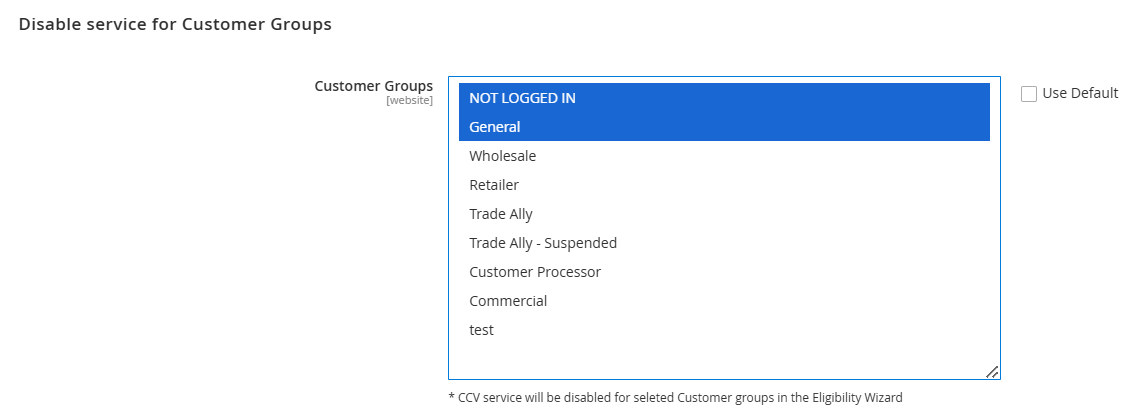 Disable service for Customer Groups
Customer Groups
[website]
NOT LOGGED IN
General
Wholesale
Retailer
Trade Ally
Trade Ally - Suspended
Customer Processor
Commercial
test
Use Default
* CCV service will be disabled for seleted Customer groups in the Eligibility Wizard